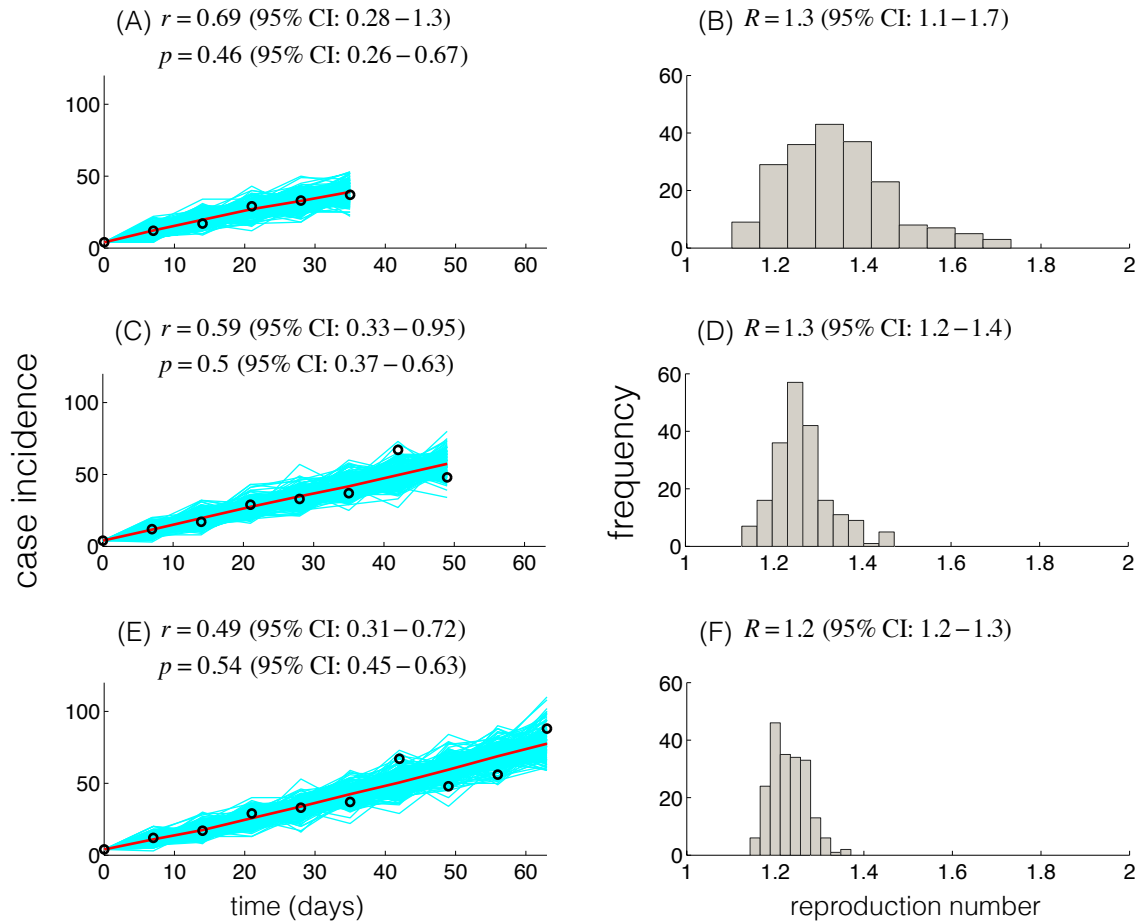 (A) r = 0.69 (95% CI: 0.28−1.3)
p = 0.46 (95% CI: 0.26−0.67)
100
50
0
0 10 20 30 40 50 60
(B) R = 1.3 (95% CI: 1.1−1.7)
60
40
20
0
1 1.2 1.4 1.6 1.8 2
(C) r = 0.59 (95% CI: 0.33−0.95)
p = 0.5 (95% CI: 0.37−0.63)
case incidence
100
50
0
0 10 20 30 40 50 60
(D) R = 1.3 (95% CI: 1.2−1.4)
frequency
60
40
20
0
1 1.2 1.4 1.6 1.8 2
(E) r = 0.49 (95% CI: 0.31−0.72)
p = 0.54 (95% CI: 0.45−0.63)
100
50
0
0 10 20 30 40 50 60
time (days)
(F) R = 1.2 (95% CI: 1.2−1.3)
60
40
20
0
1 1.2 1.4 1.6 1.8 2
reproduction number